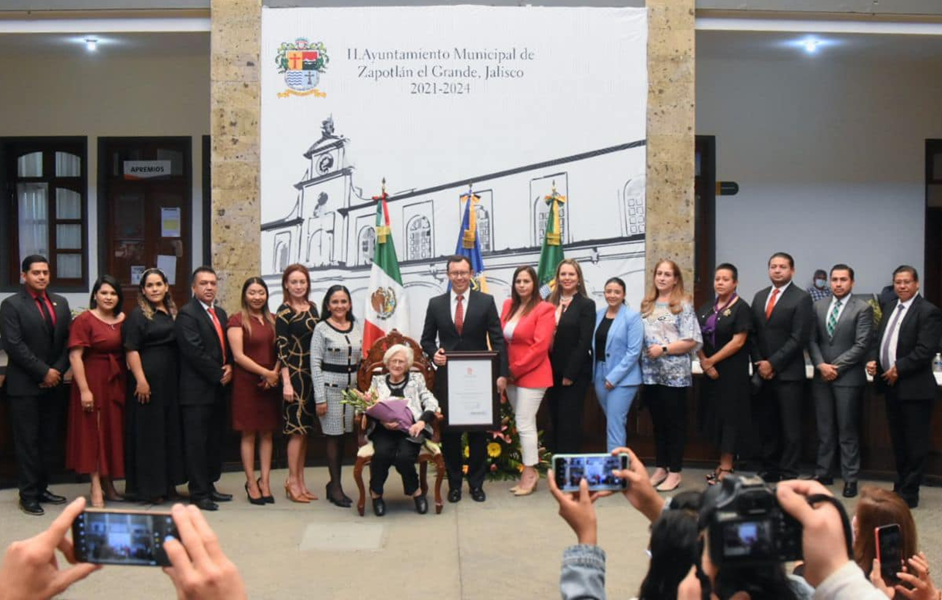 H.Ayuntamiento Municipal de
Zapotlán el Grande, Jalisco
2021-2024
APREMIOS